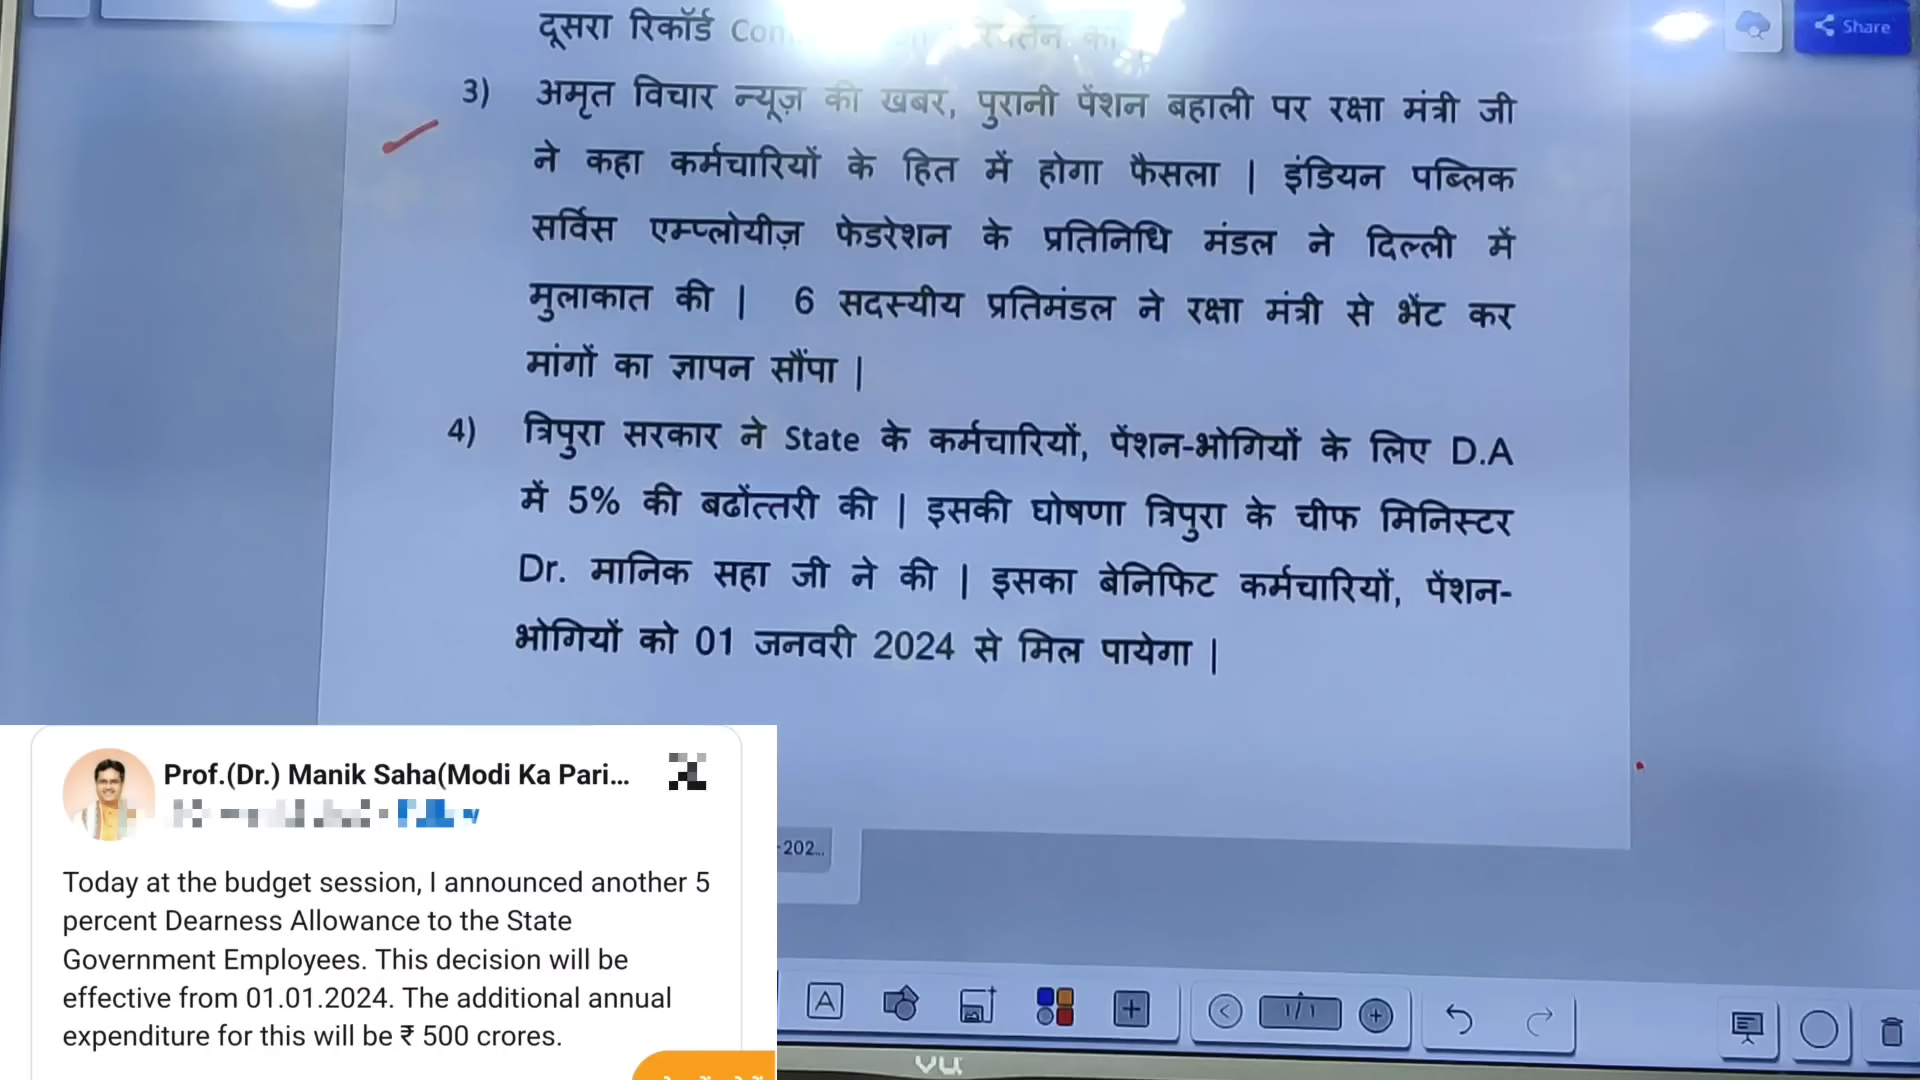 दूसरा रिकॉर्ड
Share
3) अमृत विचार न्यूज़ की खबर, पुरानी पेंशन बहाली पर रक्षा मंत्री जी
ने कहा कर्मचारियों के हित में होगा फैसला | इंडियन पब्लिक
सर्विस एम्प्लोयीज़ फेडरेशन के प्रतिनिधि मंडल ने दिल्ली में
मुलाकात की | 6 सदस्यीय प्रतिमंडल ने रक्षा मंत्री से भेंट कर
मांगों का ज्ञापन सौंपा |
4) त्रिपुरा सरकार ने State के कर्मचारियों, पेंशन-भोगियों के लिए D.A
में 5% की बढोंत्तरी की | इसकी घोषणा त्रिपुरा के चीफ मिनिस्टर
Dr. मानिक सहा जी ने की | इसका बेनिफिट कर्मचारियों, पेंशन-
भोगियों को 01 जनवरी 2024 से मिल पायेगा |
Prof.(Dr.) Manik Saha(Modi Ka Pari...
Today at the budget session, I announced another 5
percent Dearness Allowance to the State
Government Employees. This decision will be
effective from 01.01.2024. The additional annual
expenditure for this will be ₹ 500 crores.
-202...
A
1/1
vu